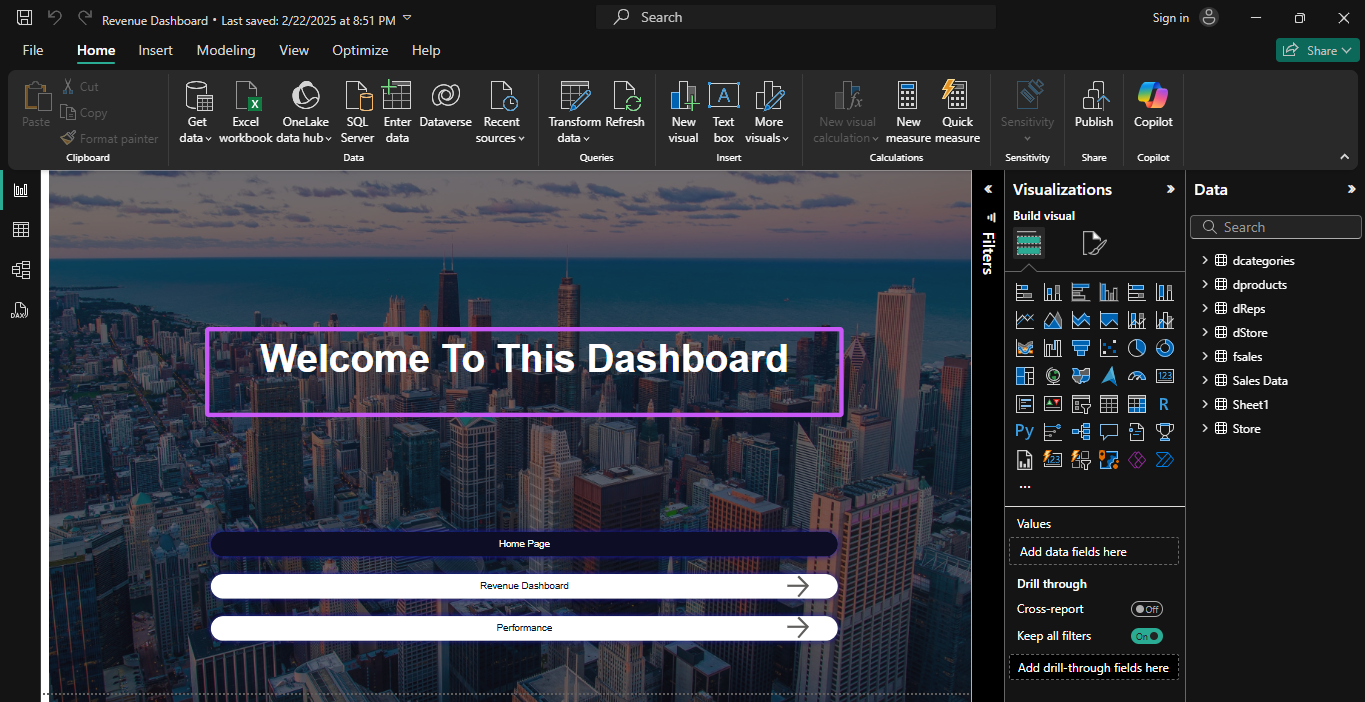 Revenue Dashboard • Last saved: 2/22/2025 at 8:51 PM
Search
Sign in
File Home Insert Modeling View Optimize Help
Share
Paste
Cut
Copy
Format painter
Clipboard
Get data
Excel workbook
OneLake data hub
SQL Server
Enter data
Dataverse
Recent sources
Data
Transform data
Refresh
Queries
New visual
Text box
More visuals
Insert
New visual calculation
New measure
Quick measure
Calculations
Sensitivity
Sensitivity
Publish
Share
Copilot
Copilot
DAX
Welcome To This Dashboard
Home Page
Revenue Dashboard
Performance
Filters
Visualizations
Build visual
123
R
Py
123
...
Values
Add data fields here
Drill through
Cross-report
Off
Keep all filters
On
Add drill-through fields here
Data
Search
dcategories
dproducts
dReps
dStore
fsales
Sales Data
Sheet1
Store